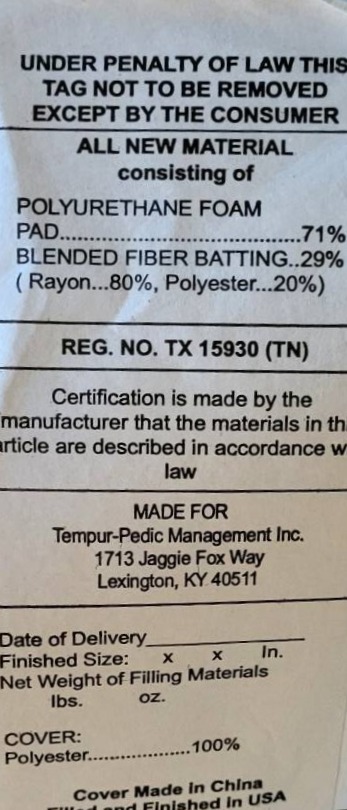 UNDER PENALTY OF LAW THIS
TAG NOT TO BE REMOVED
EXCEPT BY THE CONSUMER
ALL NEW MATERIAL
consisting of
POLYURETHANE FOAM
PAD......................................71%
BLENDED FIBER BATTING..29%
( Rayon...80%, Polyester...20%)
REG. NO. TX 15930 (TN)
Certification is made by the
manufacturer that the materials in th
article are described in accordance w
law
MADE FOR
Tempur-Pedic Management Inc.
1713 Jaggie Fox Way
Lexington, KY 40511
Date of Delivery
Finished Size: x x In.
Net Weight of Filling Materials
lbs. oz.
COVER:
Polyester...................100%
Cover Made in China
and Finished in USA